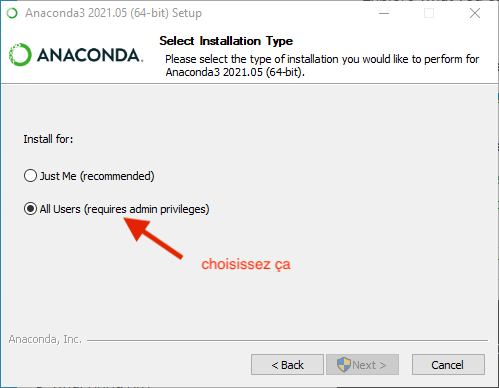 Anaconda3 2021.05 (64-bit) Setup
ANACONDA.
Select Installation Type
Please select the type of installation you would like to perform for
Anaconda3 2021.05 (64-bit).
Install for:
Just Me (recommended)
All Users (requires admin privileges)
choisissez ça
Anaconda, Inc.
< Back
Next >
Cancel